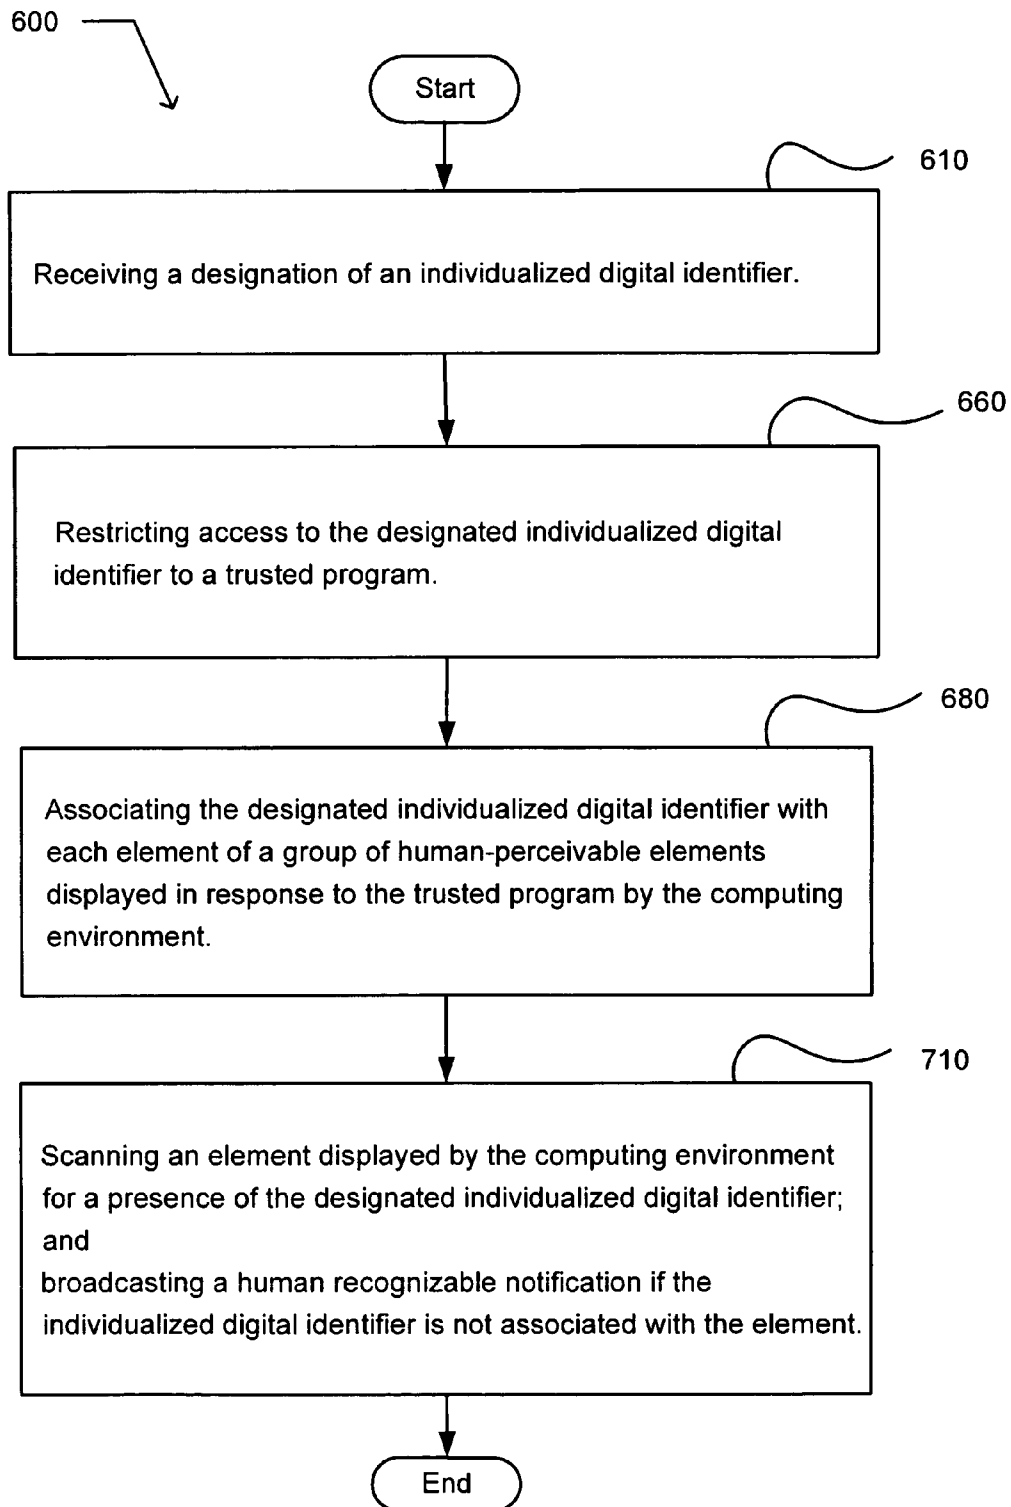 600
Start
610
Receiving a designation of an individualized digital identifier.
660
Restricting access to the designated individualized digital
identifier to a trusted program.
680
Associating the designated individualized digital identifier with
each element of a group of human-perceivable elements
displayed in response to the trusted program by the computing
environment.
710
Scanning an element displayed by the computing environment
for a presence of the designated individualized digital identifier;
and
broadcasting a human recognizable notification if the
individualized digital identifier is not associated with the element.
End